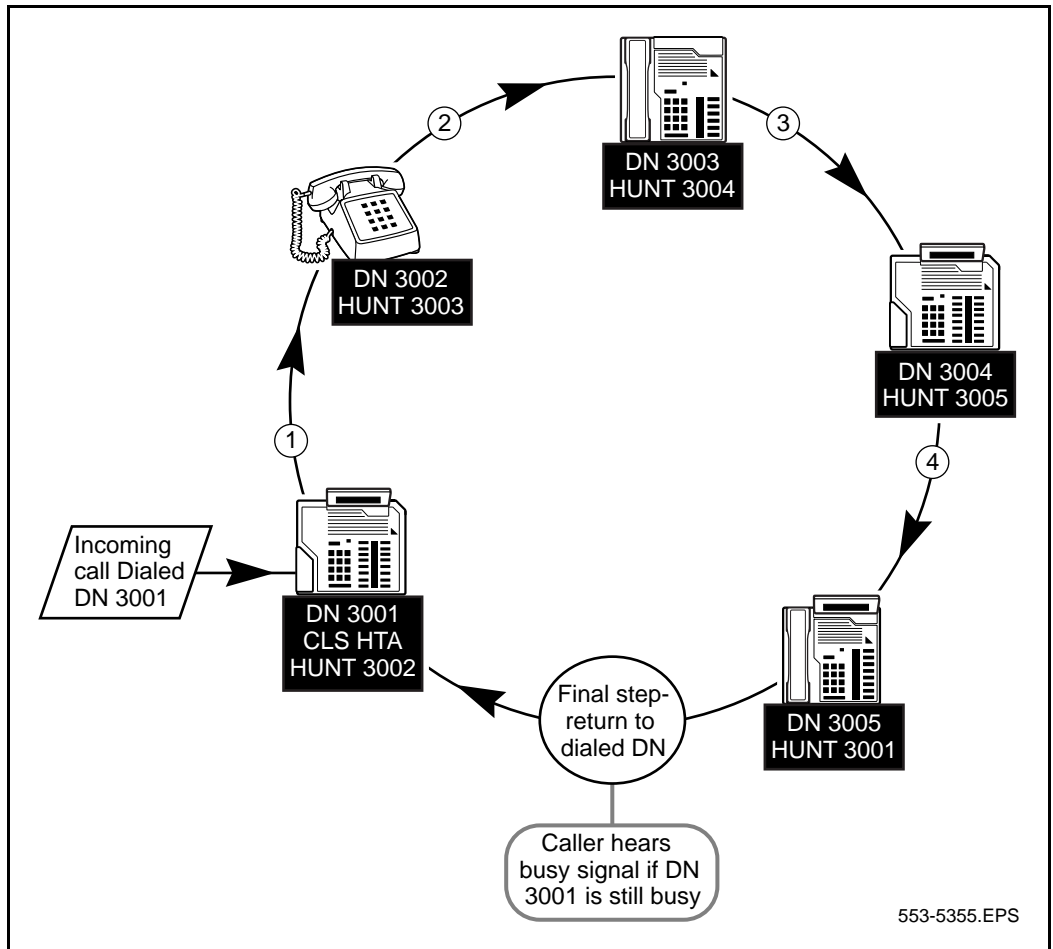 Incoming
call Dialed
DN 3001
DN 3001
CLS HTA
HUNT 3002
1
DN 3002
HUNT 3003
2
DN 3003
HUNT 3004
3
DN 3004
HUNT 3005
4
DN 3005
HUNT 3001
Final step-
return to
dialed DN
Caller hears
busy signal if DN
3001 is still busy
553-5355.EPS